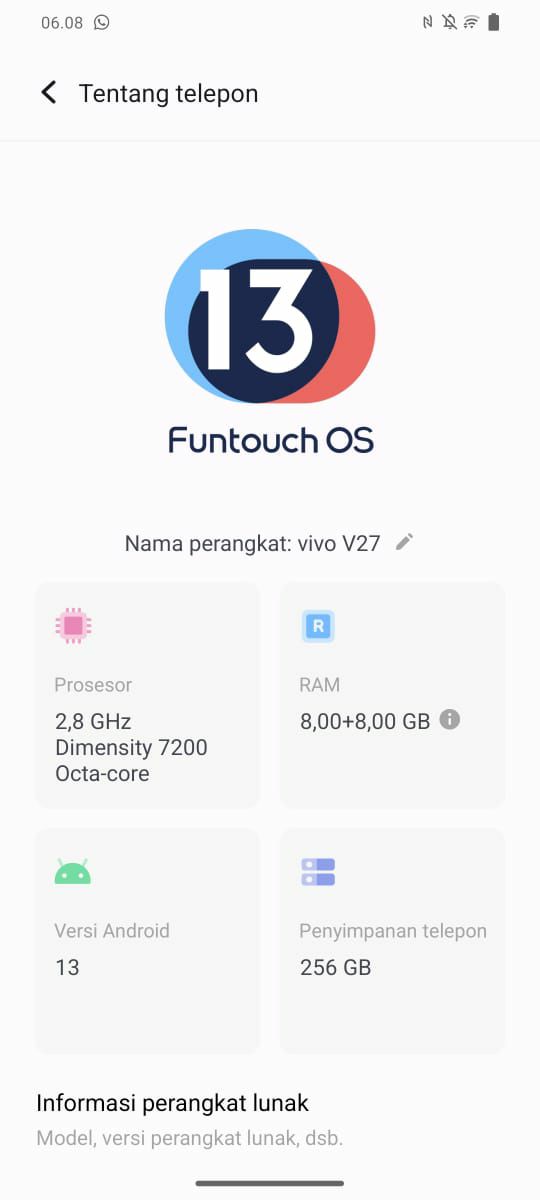 06.08
Tentang telepon
13
Funtouch OS
Nama perangkat: vivo V27
R
Prosesor
2,8 GHz
Dimensity 7200
Octa-core
RAM
8,00+8,00 GB
Versi Android
13
Penyimpanan telepon
256 GB
Informasi perangkat lunak
Model, versi perangkat lunak, dsb.